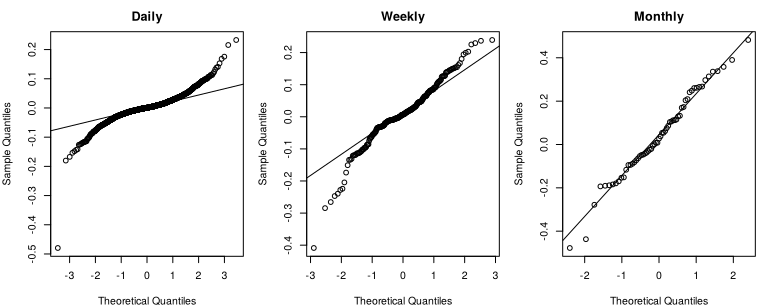 Daily
Weekly
Monthly
Sample Quantiles
0.2
0.1
0.0
-0.1
-0.2
-0.3
-0.4
-0.5
-3 -2 -1 0 1 2 3
Theoretical Quantiles
Sample Quantiles
0.2
0.1
0.0
-0.1
-0.2
-0.3
-0.4
-3 -2 -1 0 1 2 3
Theoretical Quantiles
Sample Quantiles
0.4
0.2
0.0
-0.2
-0.4
-2 -1 0 1 2
Theoretical Quantiles